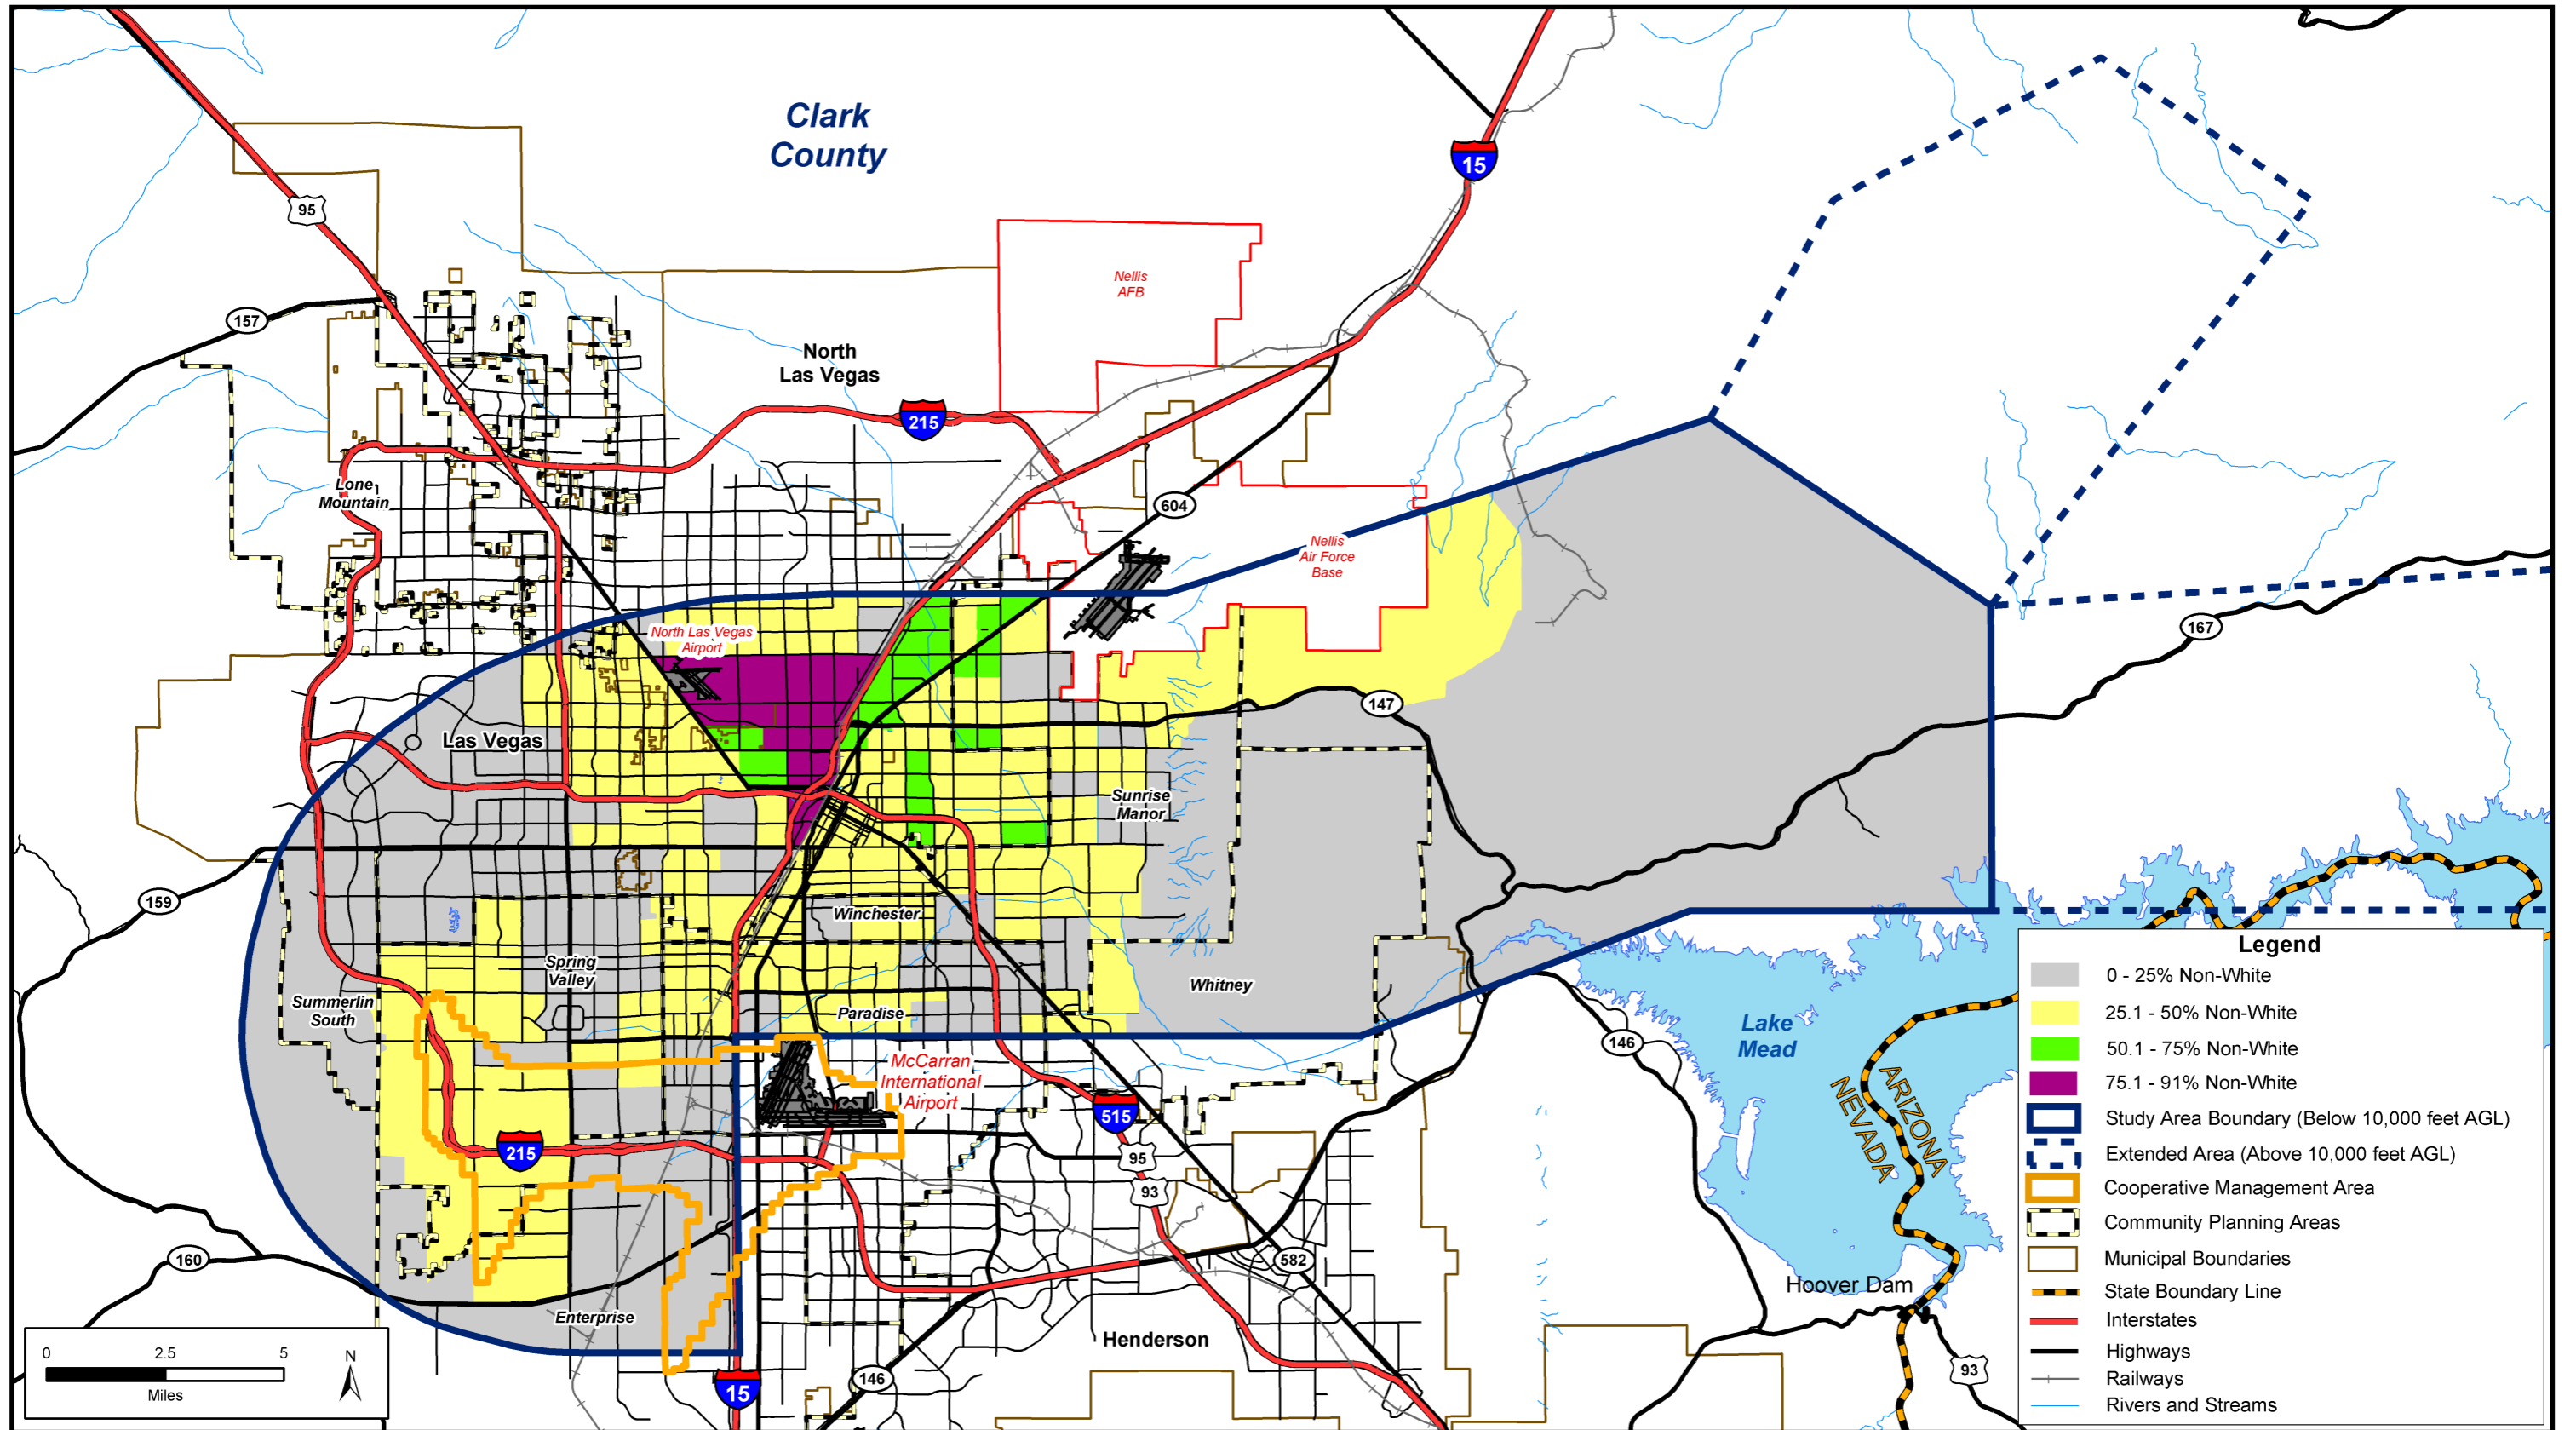 Clark
County
15
95
Nellis
AFB
157
North
Las Vegas
215
Lone
Mountain
604
Nellis
Air Force
Base
North Las Vegas
Airport
167
147
Las Vegas
Sunrise
Manor
159
Winchester
Spring
Valley
Whitney
Summerlin
South
Paradise
Lake
Mead
146
McCarran
International
Airport
ARIZONA
NEVADA
515
215
95
93
160
582
Hoover Dam
Enterprise
Henderson
93
146
15
0 2.5 5
Miles
N
Legend
0 - 25% Non-White
25.1 - 50% Non-White
50.1 - 75% Non-White
75.1 - 91% Non-White
Study Area Boundary (Below 10,000 feet AGL)
Extended Area (Above 10,000 feet AGL)
Cooperative Management Area
Community Planning Areas
Municipal Boundaries
State Boundary Line
Interstates
Highways
Railways
Rivers and Streams